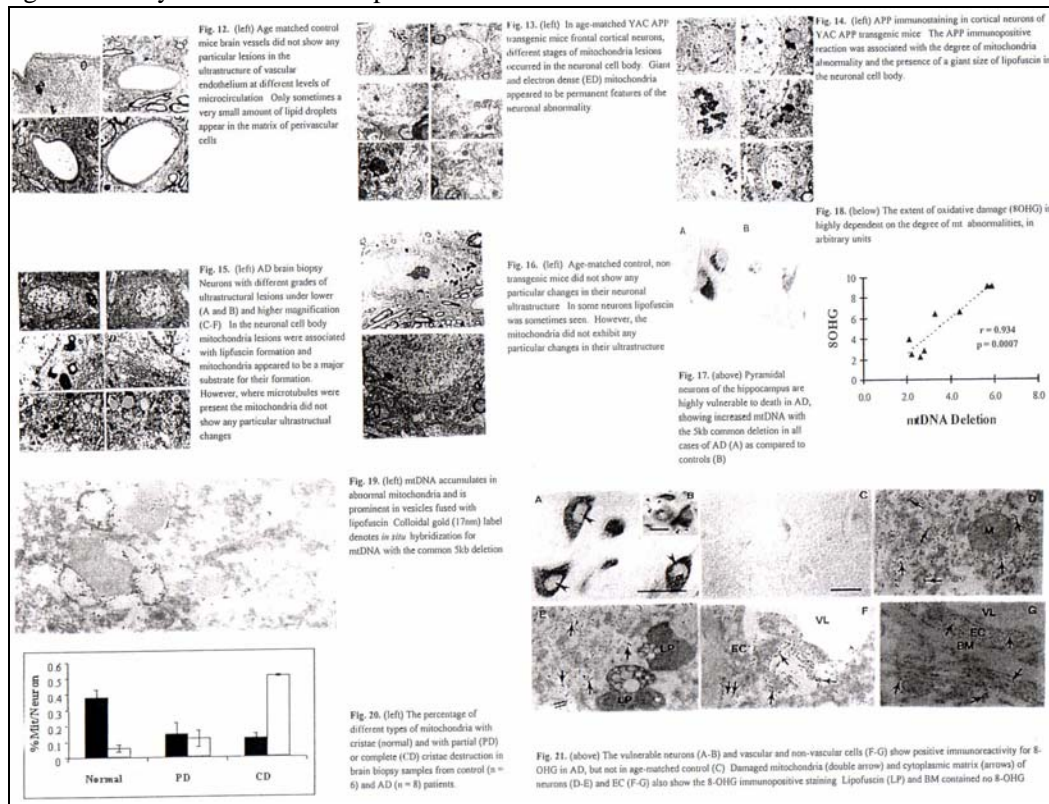 Fig. 12. (left) Age matched control
mice brain vessels did not show any
particular lesions in the
ultrastructure of vascular
endothelium at different levels of
microcirculation Only sometimes a
very small amount of lipid droplets
appear in the matrix of perivascular
cells
Fig. 13. (left) In age-matched YAC APP
transgenic mice frontal cortical neurons,
different stages of mitochondria lesions
occurred in the neuronal cell body. Giant
and electron dense (ED) mitochondria
appeared to be permanent features of the
neuronal abnormality
Fig. 14. (left) APP immunostaining in cortical neurons of
YAC APP transgenic mice The APP immunopositive
reaction was associated with the degree of mitochondria
abnormality and the presence of a giant size of lipofuscin in
the neuronal cell body.
Fig. 15. (left) AD brain biopsy
Neurons with different grades of
ultrastructural lesions under lower
(A and B) and higher magnification
(C-F) In the neuronal cell body
mitochondria lesions were associated
with lipfuscin formation and
mitochondria appeared to be a major
substrate for their formation.
However, where microtubules were
present the mitochondria did not
show any particular ultrastructual
changes
Fig. 16. (left) Age-matched control, non
transgenic mice did not show any
particular changes in their neuronal
ultrastructure In some neurons lipofuscin
was sometimes seen. However, the
mitochondria did not exhibit any
particular changes in their ultrastructure
A B
Fig. 17. (above) Pyramidal
neurons of the hippocampus are
highly vulnerable to death in AD,
showing increased mtDNA with
the 5kb common deletion in all
cases of AD (A) as compared to
controls (B)
Fig. 18. (below) The extent of oxidative damage (8OHG) i
highly dependent on the degree of mt abnormalities, in
arbitrary units
8OHG
10
8
6
4
2
0
r = 0.934
p = 0.0007
0.0 2.0 4.0 6.0 8.0
mtDNA Deletion
Fig. 19. (left) mtDNA accumulates in
abnormal mitochondria and is
prominent in vesicles fused with
lipofuscin Colloidal gold (17nm) label
denotes in situ hybridization for
mtDNA with the common 5kb deletion
%Mit/Neuron
0.6
0.5
0.4
0.3
0.2
0.1
0
Normal PD CD
Fig. 20. (left) The percentage of
different types of mitochondria with
cristae (normal) and with partial (PD)
or complete (CD) cristae destruction in
brain biopsy samples from control (n =
6) and AD (n = 8) patients.
A B C D
M
E LP LP
EC VL F
VL G
EC
BM
Fig. 21. (above) The vulnerable neurons (A-B) and vascular and non-vascular cells (F-G) show positive immunoreactivity for 8-
OHG in AD, but not in age-matched control (C) Damaged mitochondria (double arrow) and cytoplasmic matrix (arrows) of
neurons (D-E) and EC (F-G) also show the 8-OHG immunopositive staining Lipofuscin (LP) and BM contained no 8-OHG